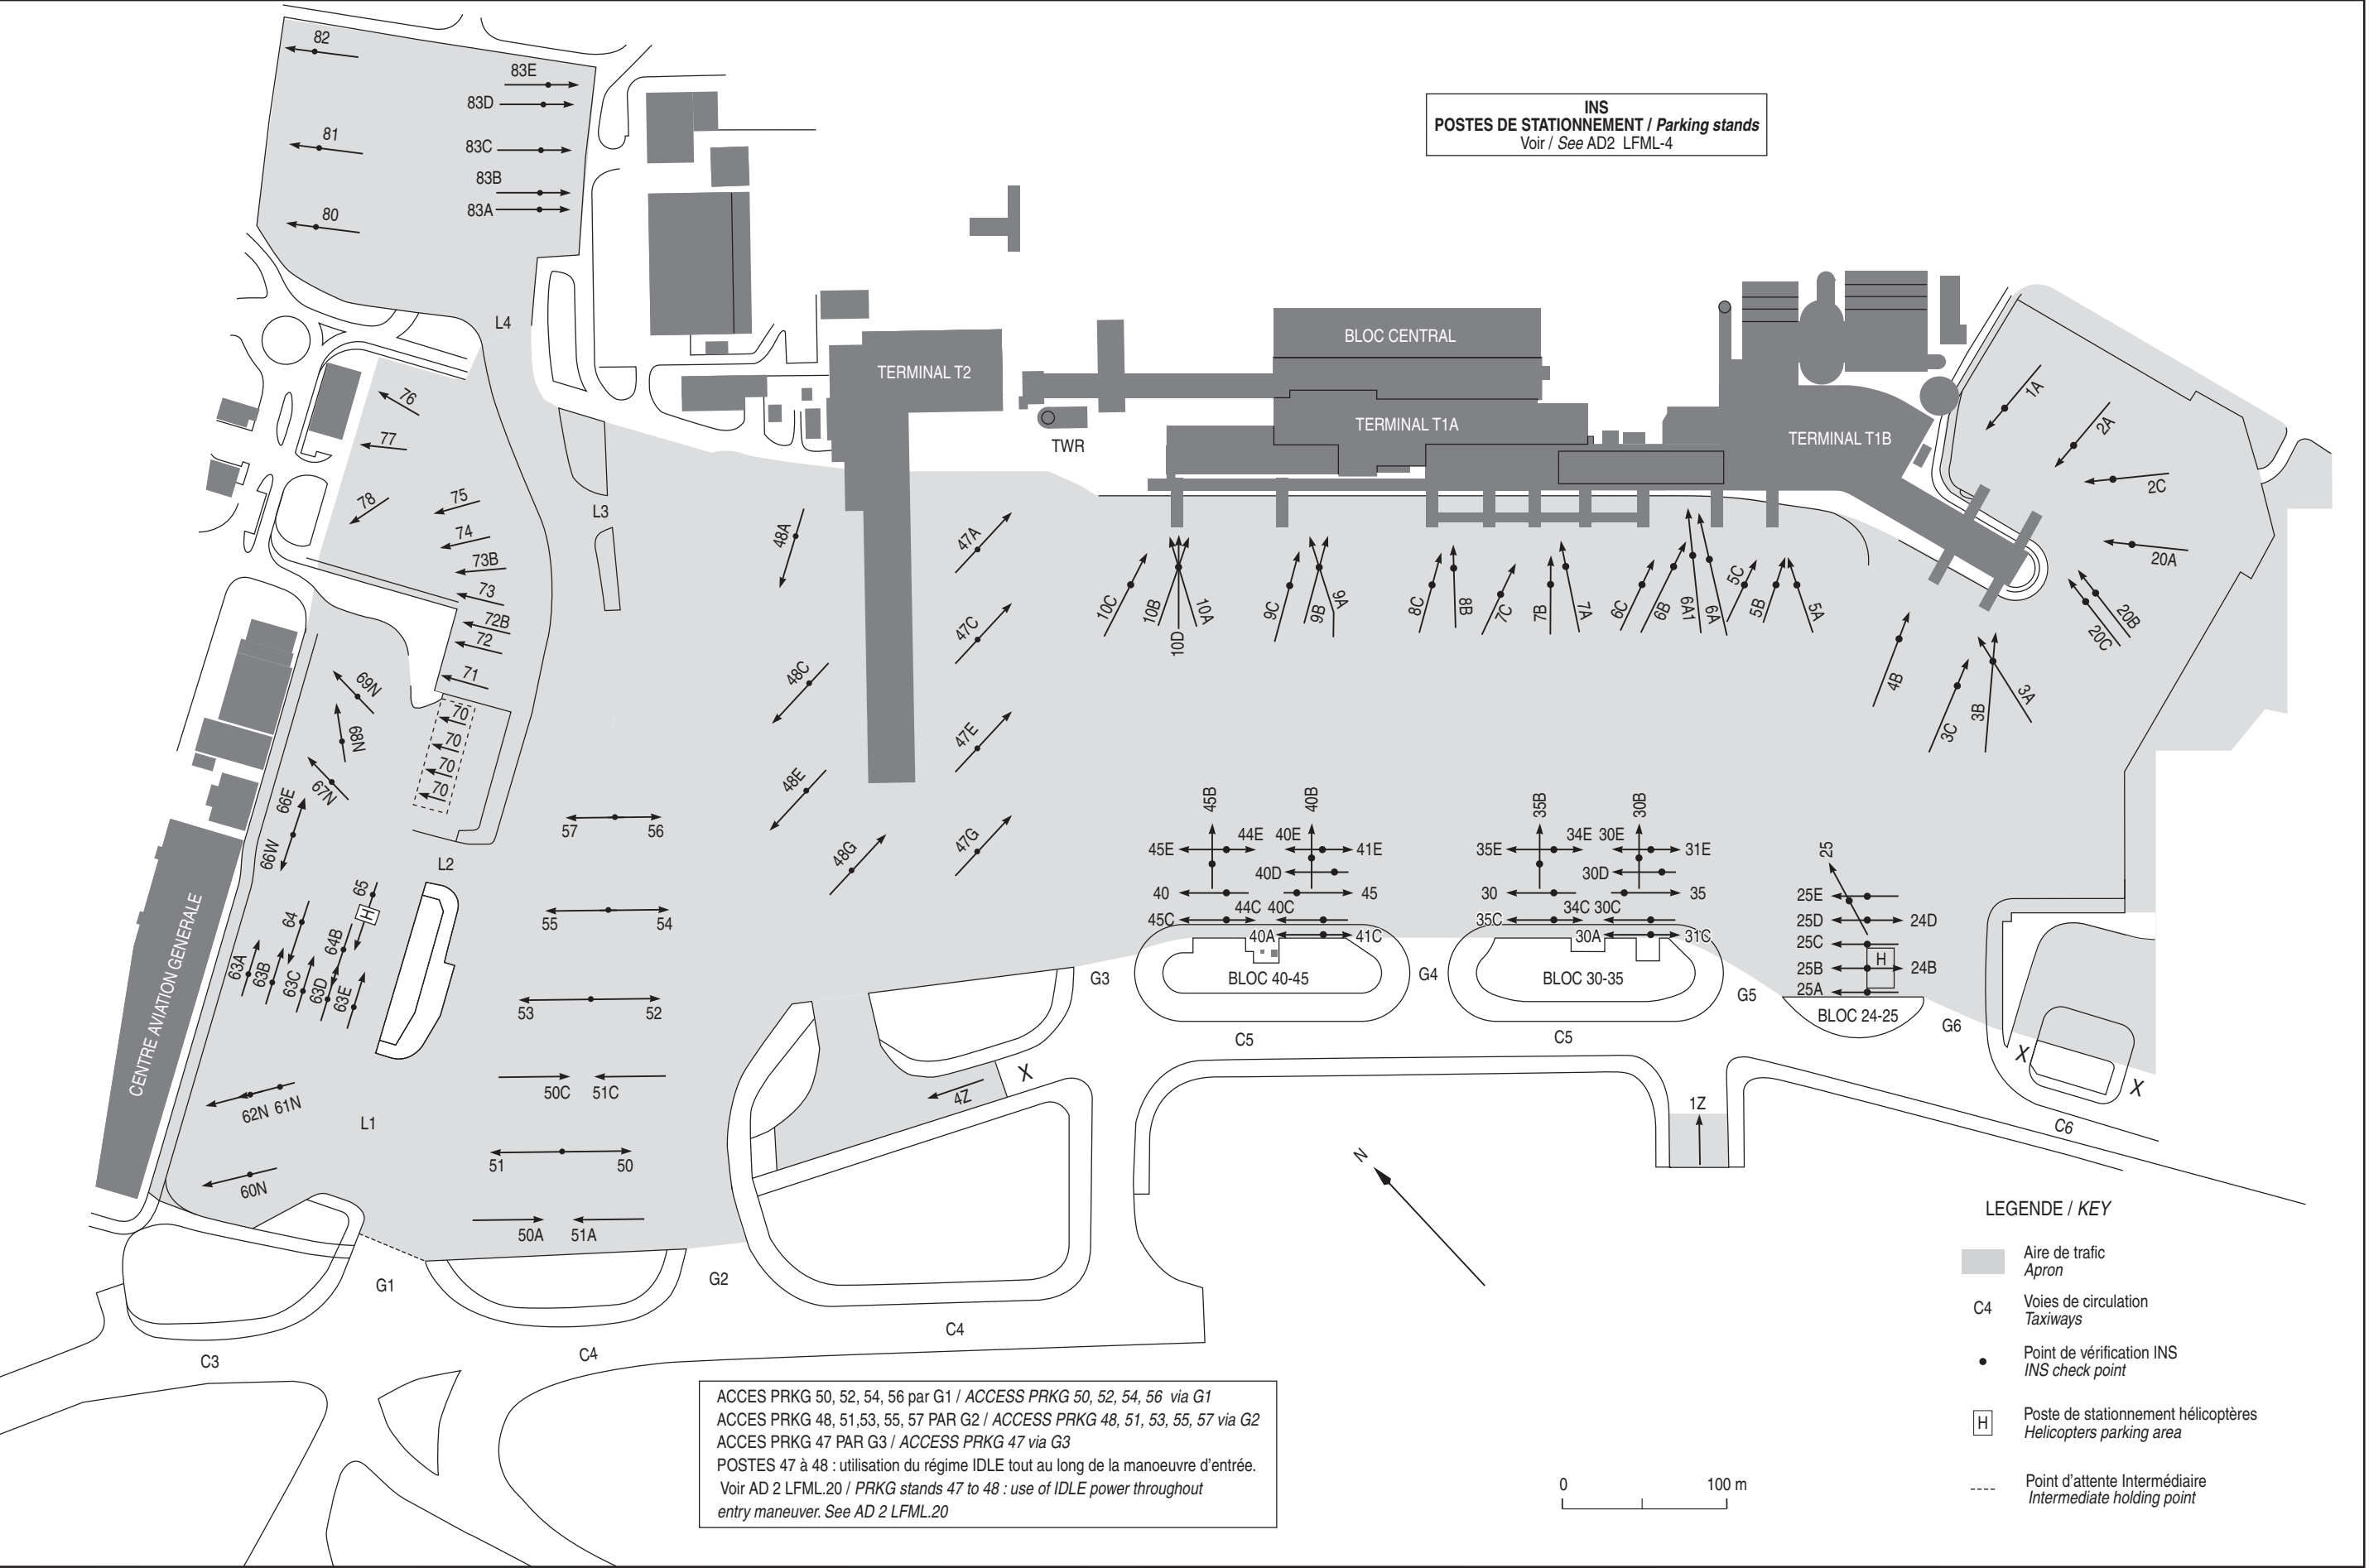 82
83E
83D
81
83C
83B
83A
80
INS
POSTES DE STATIONNEMENT / Parking stands
Voir / See AD2 LFML-4
L4
BLOC CENTRAL
TERMINAL T2
TERMINAL T1A
TERMINAL T1B
TWR
1A
2A
2C
20A
20B
20C
76
77
78
75
74
73B
73
72B
72
71
L3
48A
47A
47C
48C
47E
48E
47G
48G
10C
10B
10D
10A
9C
9B
9A
8C
8B
7C
7B
7A
6C
6B
6A1
6A
5C
5B
5A
4B
3C
3B
3A
69N
68N
67N
70
70
70
70
66E
66W
57 56
L2
65
H
64
64B
63A
63B
63C
63D
63E
55 54
53 52
CENTRE AVIATION GENERALE
45B 40B
45E 44E 40E 41E
40D
40 45
45C 44C 40C
40A 41C
BLOC 40-45
35B 30B
35E 34E 30E 31E
30D
30 35
35C 34C 30C
30A 31C
BLOC 30-35
25
25E
25D 24D
25C
25B H 24B
25A
BLOC 24-25
G3
G4
G5
G6
C5
C5
50C 51C
62N 61N
L1
4Z
X
X
X
1Z
C6
51 50
60N
50A 51A
N
G1
G2
C4
C4
C3
LEGENDE / KEY
Aire de trafic
Apron
C4
Voies de circulation
Taxiways
Point de vérification INS
INS check point
H
Poste de stationnement hélicoptères
Helicopters parking area
Point d'attente Intermédiaire
Intermediate holding point
0 100 m
ACCES PRKG 50, 52, 54, 56 par G1 / ACCESS PRKG 50, 52, 54, 56 via G1
ACCES PRKG 48, 51,53, 55, 57 PAR G2 / ACCESS PRKG 48, 51, 53, 55, 57 via G2
ACCES PRKG 47 PAR G3 / ACCESS PRKG 47 via G3
POSTES 47 à 48 : utilisation du régime IDLE tout au long de la manoeuvre d'entrée.
Voir AD 2 LFML.20 / PRKG stands 47 to 48 : use of IDLE power throughout
entry maneuver. See AD 2 LFML.20